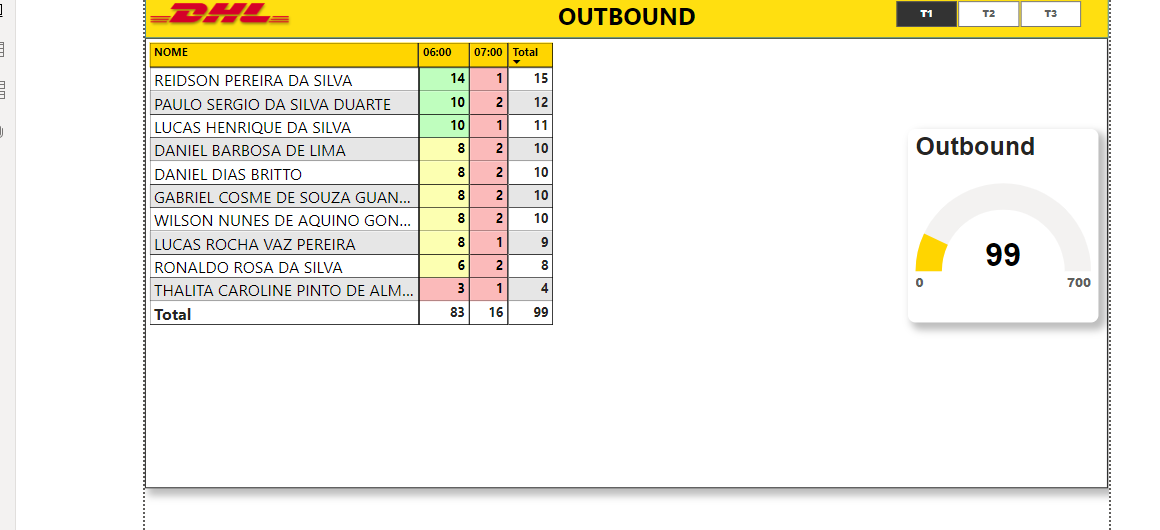 DHL OUTBOUND T1 T2 T3
NOME 06:00 07:00 Total
REIDSON PEREIRA DA SILVA 14 1 15
PAULO SERGIO DA SILVA DUARTE 10 2 12
LUCAS HENRIQUE DA SILVA 10 1 11
DANIEL BARBOSA DE LIMA 8 2 10
DANIEL DIAS BRITTO 8 2 10
GABRIEL COSME DE SOUZA GUAN... 8 2 10
WILSON NUNES DE AQUINO GON... 8 2 10
LUCAS ROCHA VAZ PEREIRA 8 1 9
RONALDO ROSA DA SILVA 6 2 8
THALITA CAROLINE PINTO DE ALM... 3 1 4
Total 83 16 99
Outbound
99
0 700